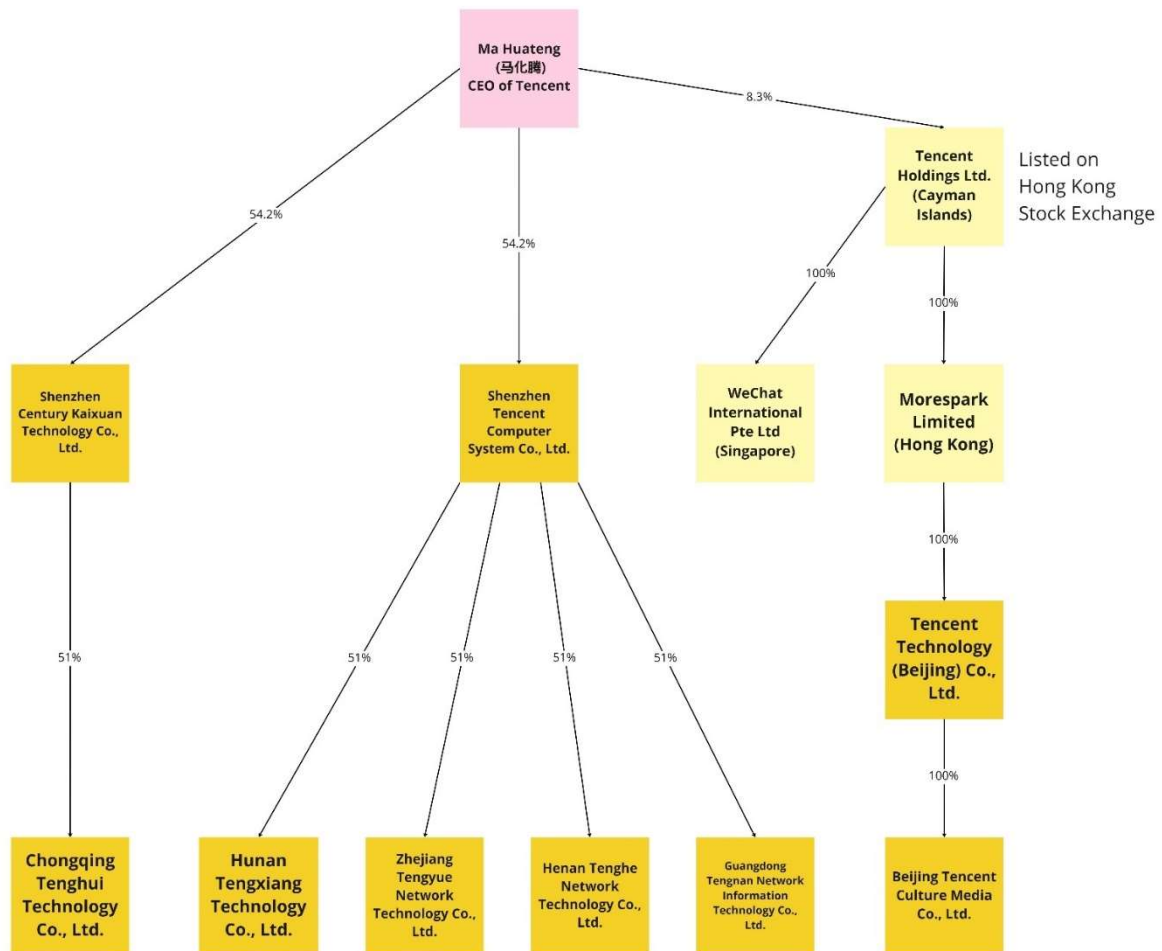 Ma Huateng
(马化腾)
CEO of Tencent
8.3%
Tencent
Holdings Ltd.
(Cayman
Islands)
Listed on
Hong Kong
Stock Exchange
54.2%
54.2%
100%
100%
Shenzhen
Century Kaixuan
Technology Co.,
Ltd.
Shenzhen
Tencent
Computer
System Co., Ltd.
WeChat
International
Pte Ltd
(Singapore)
Morespark
Limited
(Hong Kong)
100%
51%
51%
51%
51%
51%
Tencent
Technology
(Beijing) Co.,
Ltd.
100%
Chongqing
Tenghui
Technology
Co., Ltd.
Hunan
Tengxiang
Technology
Co., Ltd.
Zhejiang
Tengyue
Network
Technology Co.,
Ltd.
Henan Tenghe
Network
Technology Co.,
Ltd.
Guangdong
Tengnan Network
Information
Technology Co.,
Ltd.
Beijing Tencent
Culture Media
Co., Ltd.